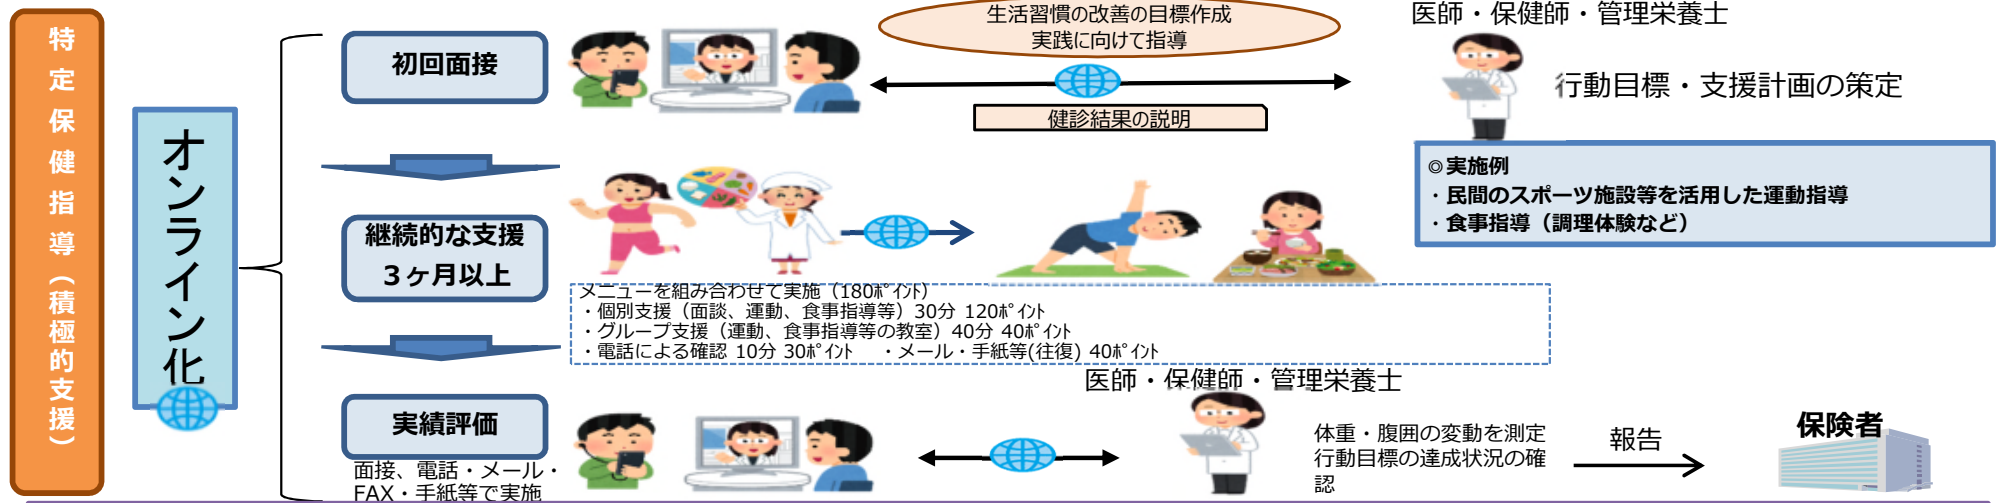 特定保健指導（積極的支援）
オンライン化
初回面接
生活習慣の改善の目標作成
実践に向けて指導
健診結果の説明
医師・保健師・管理栄養士
行動目標・支援計画の策定
◎実施例
・民間のスポーツ施設等を活用した運動指導
・食事指導（調理体験など）
継続的な支援
３ヶ月以上
メニューを組み合わせて実施（180ﾎﾟｲﾝﾄ）
・個別支援（面談、運動、食事指導等）30分 120ﾎﾟｲﾝﾄ
・グループ支援（運動、食事指導等の教室）40分 40ﾎﾟｲﾝﾄ
・電話による確認 10分 30ﾎﾟｲﾝﾄ　・メール・手紙等(往復) 40ﾎﾟｲﾝﾄ
実績評価
面接、電話・メール・
FAX・手紙等で実施
医師・保健師・管理栄養士
体重・腹囲の変動を測定
行動目標の達成状況の確
認
報告
保険者